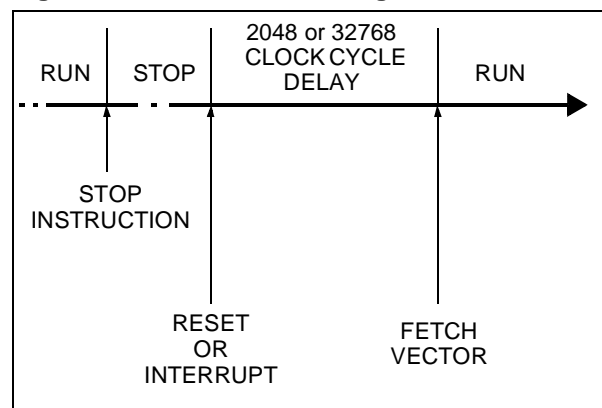 2048 or 32768
CLOCK CYCLE
DELAY
RUN
STOP
RUN
STOP
INSTRUCTION
RESET
OR
INTERRUPT
FETCH
VECTOR